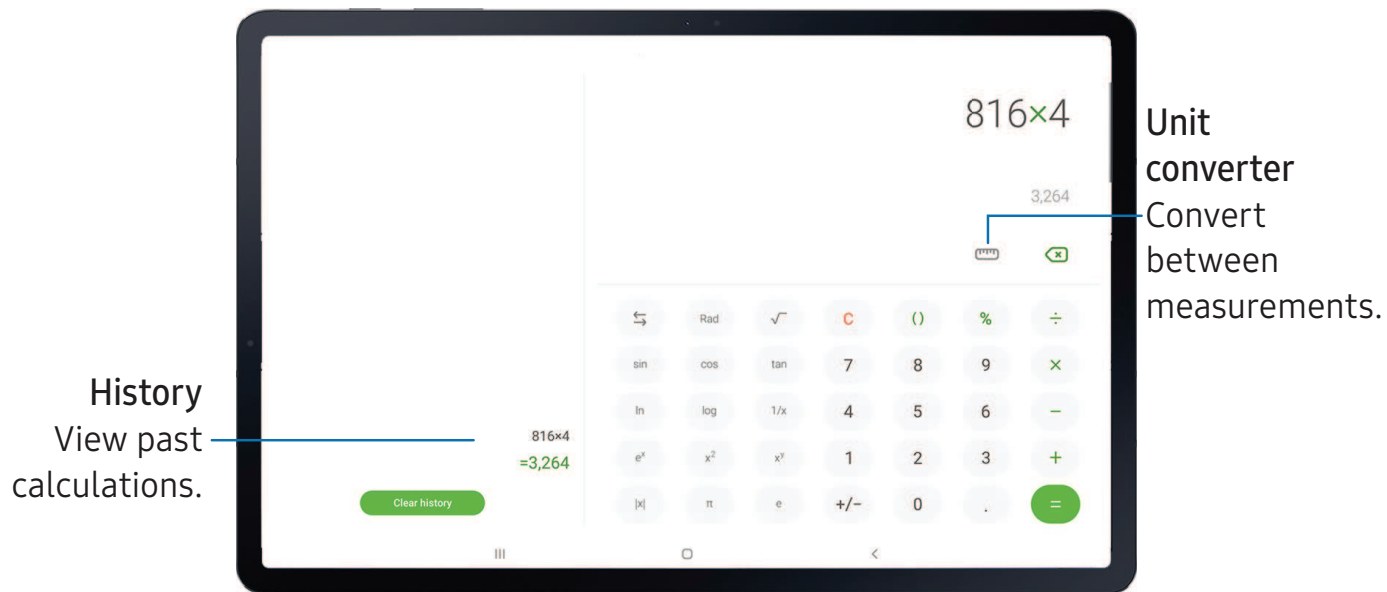 816×4
3,264
Unit
converter
Convert
between
measurements.
History
View past
calculations.
816×4
=3,264
Clear history
Rad √ C () % ÷
sin cos tan 7 8 9 ×
ln log 1/x 4 5 6 −
eˣ x² xʸ 1 2 3 +
|x| π e +/− 0 . =